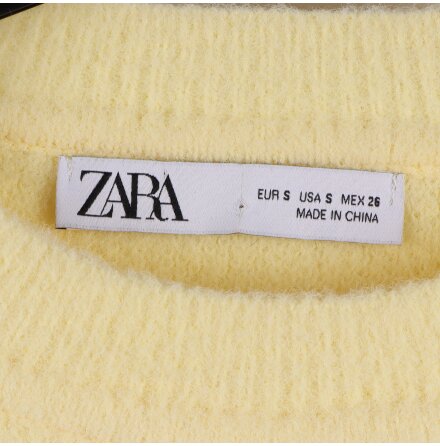 ZARA
EUR S USA S MEX 26
MADE IN CHINA